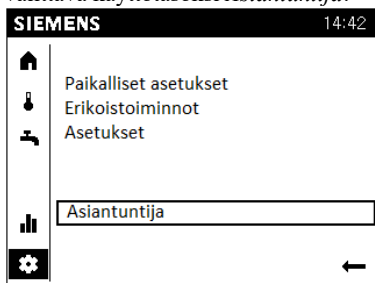 SIEMENS 14:42
Paikalliset asetukset
Erikoistoiminnot
Asetukset
Asiantuntija